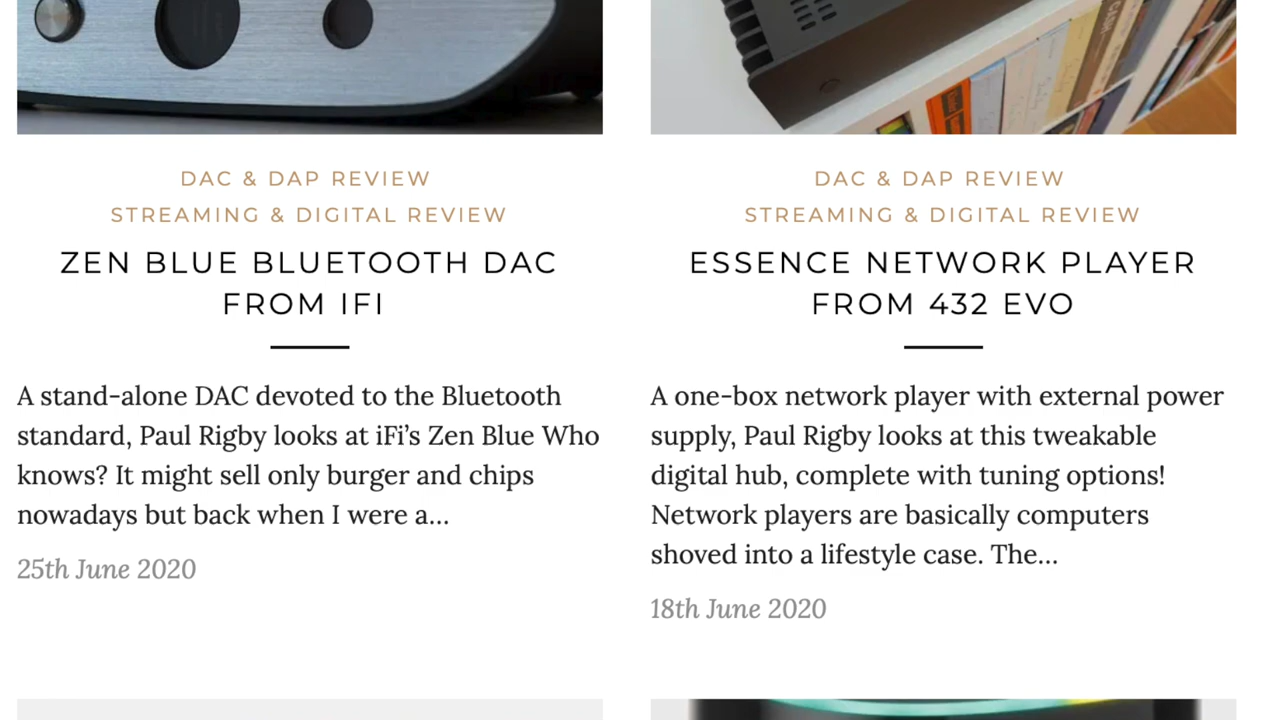 DAC & DAP REVIEW
STREAMING & DIGITAL REVIEW
ZEN BLUE BLUETOOTH DAC
FROM IFI
A stand-alone DAC devoted to the Bluetooth
standard, Paul Rigby looks at iFi’s Zen Blue Who
knows? It might sell only burger and chips
nowadays but back when I were a…
25th June 2020
DAC & DAP REVIEW
STREAMING & DIGITAL REVIEW
ESSENCE NETWORK PLAYER
FROM 432 EVO
A one-box network player with external power
supply, Paul Rigby looks at this tweakable
digital hub, complete with tuning options!
Network players are basically computers
shoved into a lifestyle case. The…
18th June 2020